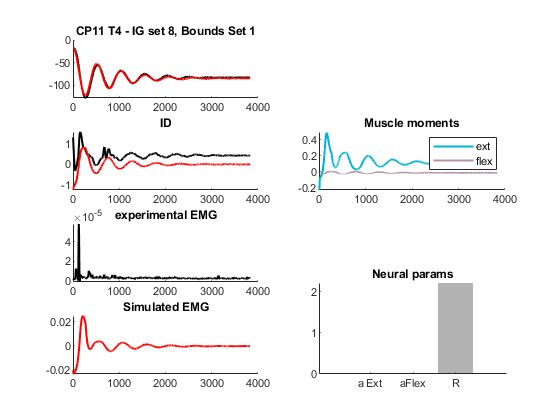 CP11 T4 - IG set 8, Bounds Set 1
0
-50
-100
0 1000 2000 3000 4000
ID
1
0
-1
0 1000 2000 3000 4000
Muscle moments
0.4
0.2
0
-0.2
ext
flex
0 1000 2000 3000 4000
×10^-5 experimental EMG
4
2
0
0 1000 2000 3000 4000
Simulated EMG
0.02
0
-0.02
0 1000 2000 3000 4000
Neural params
2
1
0
a Ext aFlex R